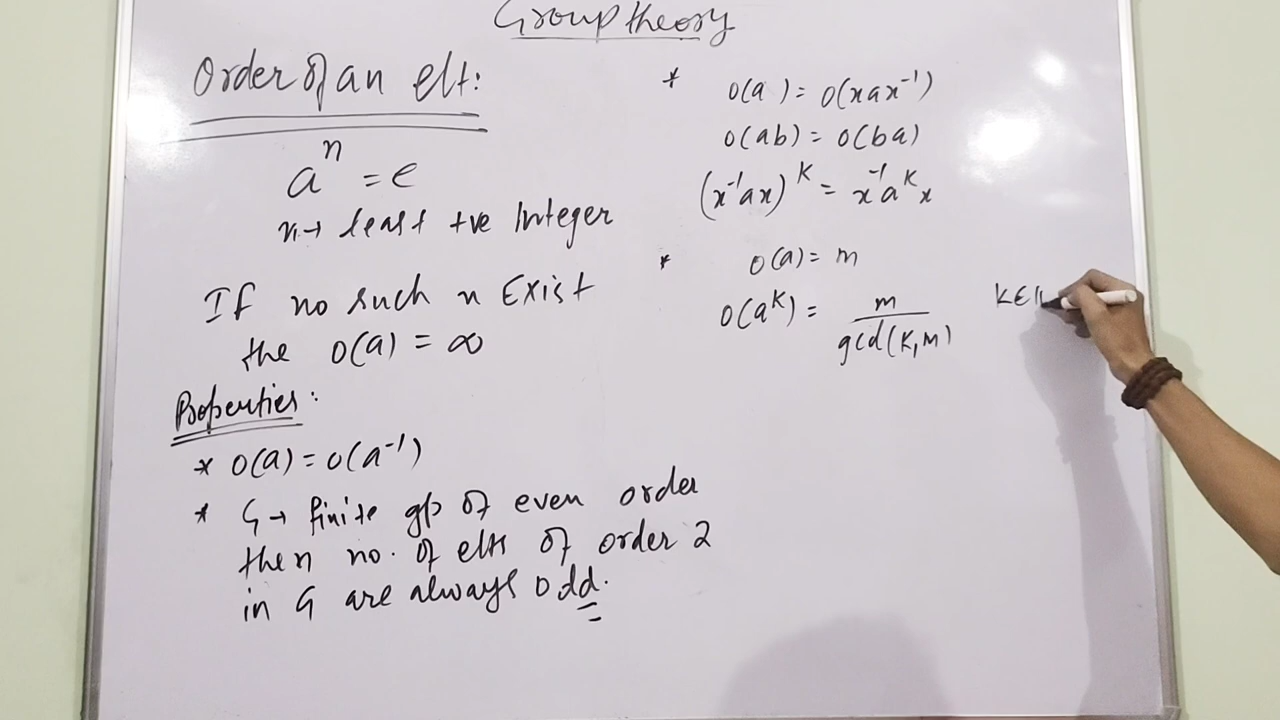 Group theory
Order of an elt:
aⁿ = e
n → least +ve Integer
If no such n Exist
the o(a) = ∞
Properties:
* o(a) = o(a⁻¹)
* G → finite gp of even order
then no. of elts of order 2
in G are always odd.
* o(a) = o(xax⁻¹)
o(ab) = o(ba)
(x⁻¹ax)ᴷ = x⁻¹aᴷx
* o(a) = m
o(aᴷ) = m / gcd(K,m) K∈